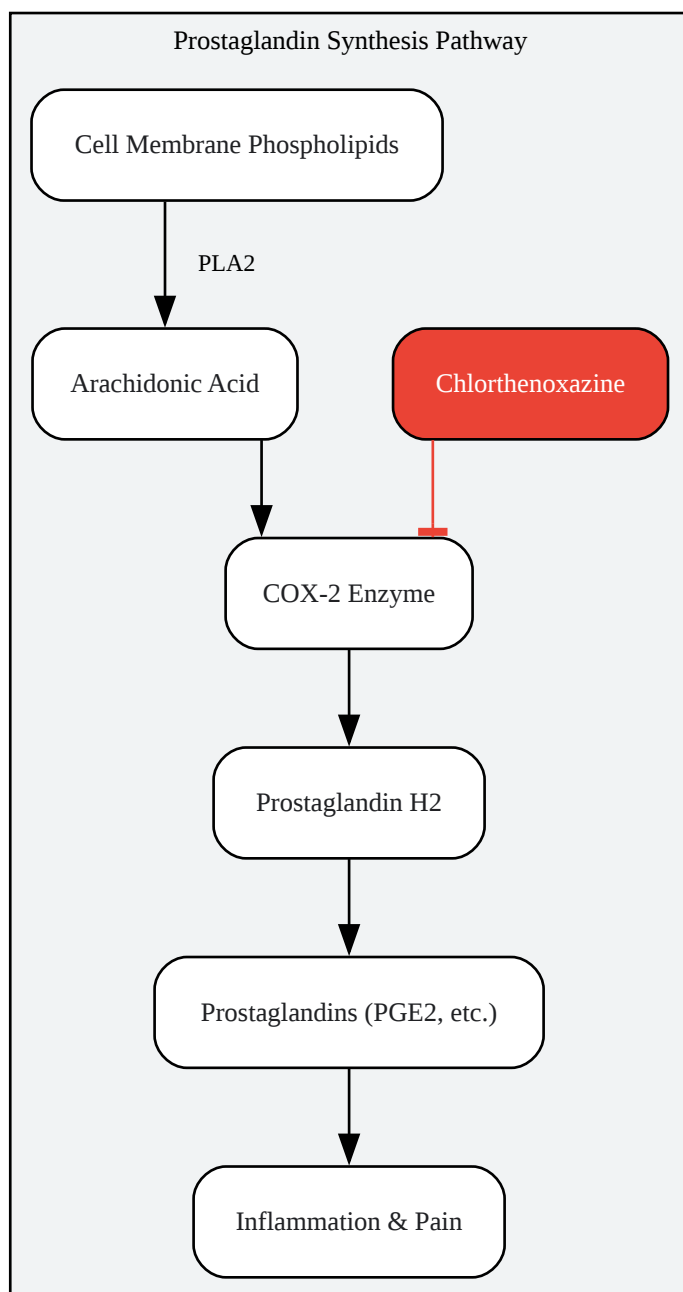 Prostaglandin Synthesis Pathway
Cell Membrane Phospholipids
PLA2
Arachidonic Acid
Chlorthenoxazine
COX-2 Enzyme
Prostaglandin H2
Prostaglandins (PGE2, etc.)
Inflammation & Pain